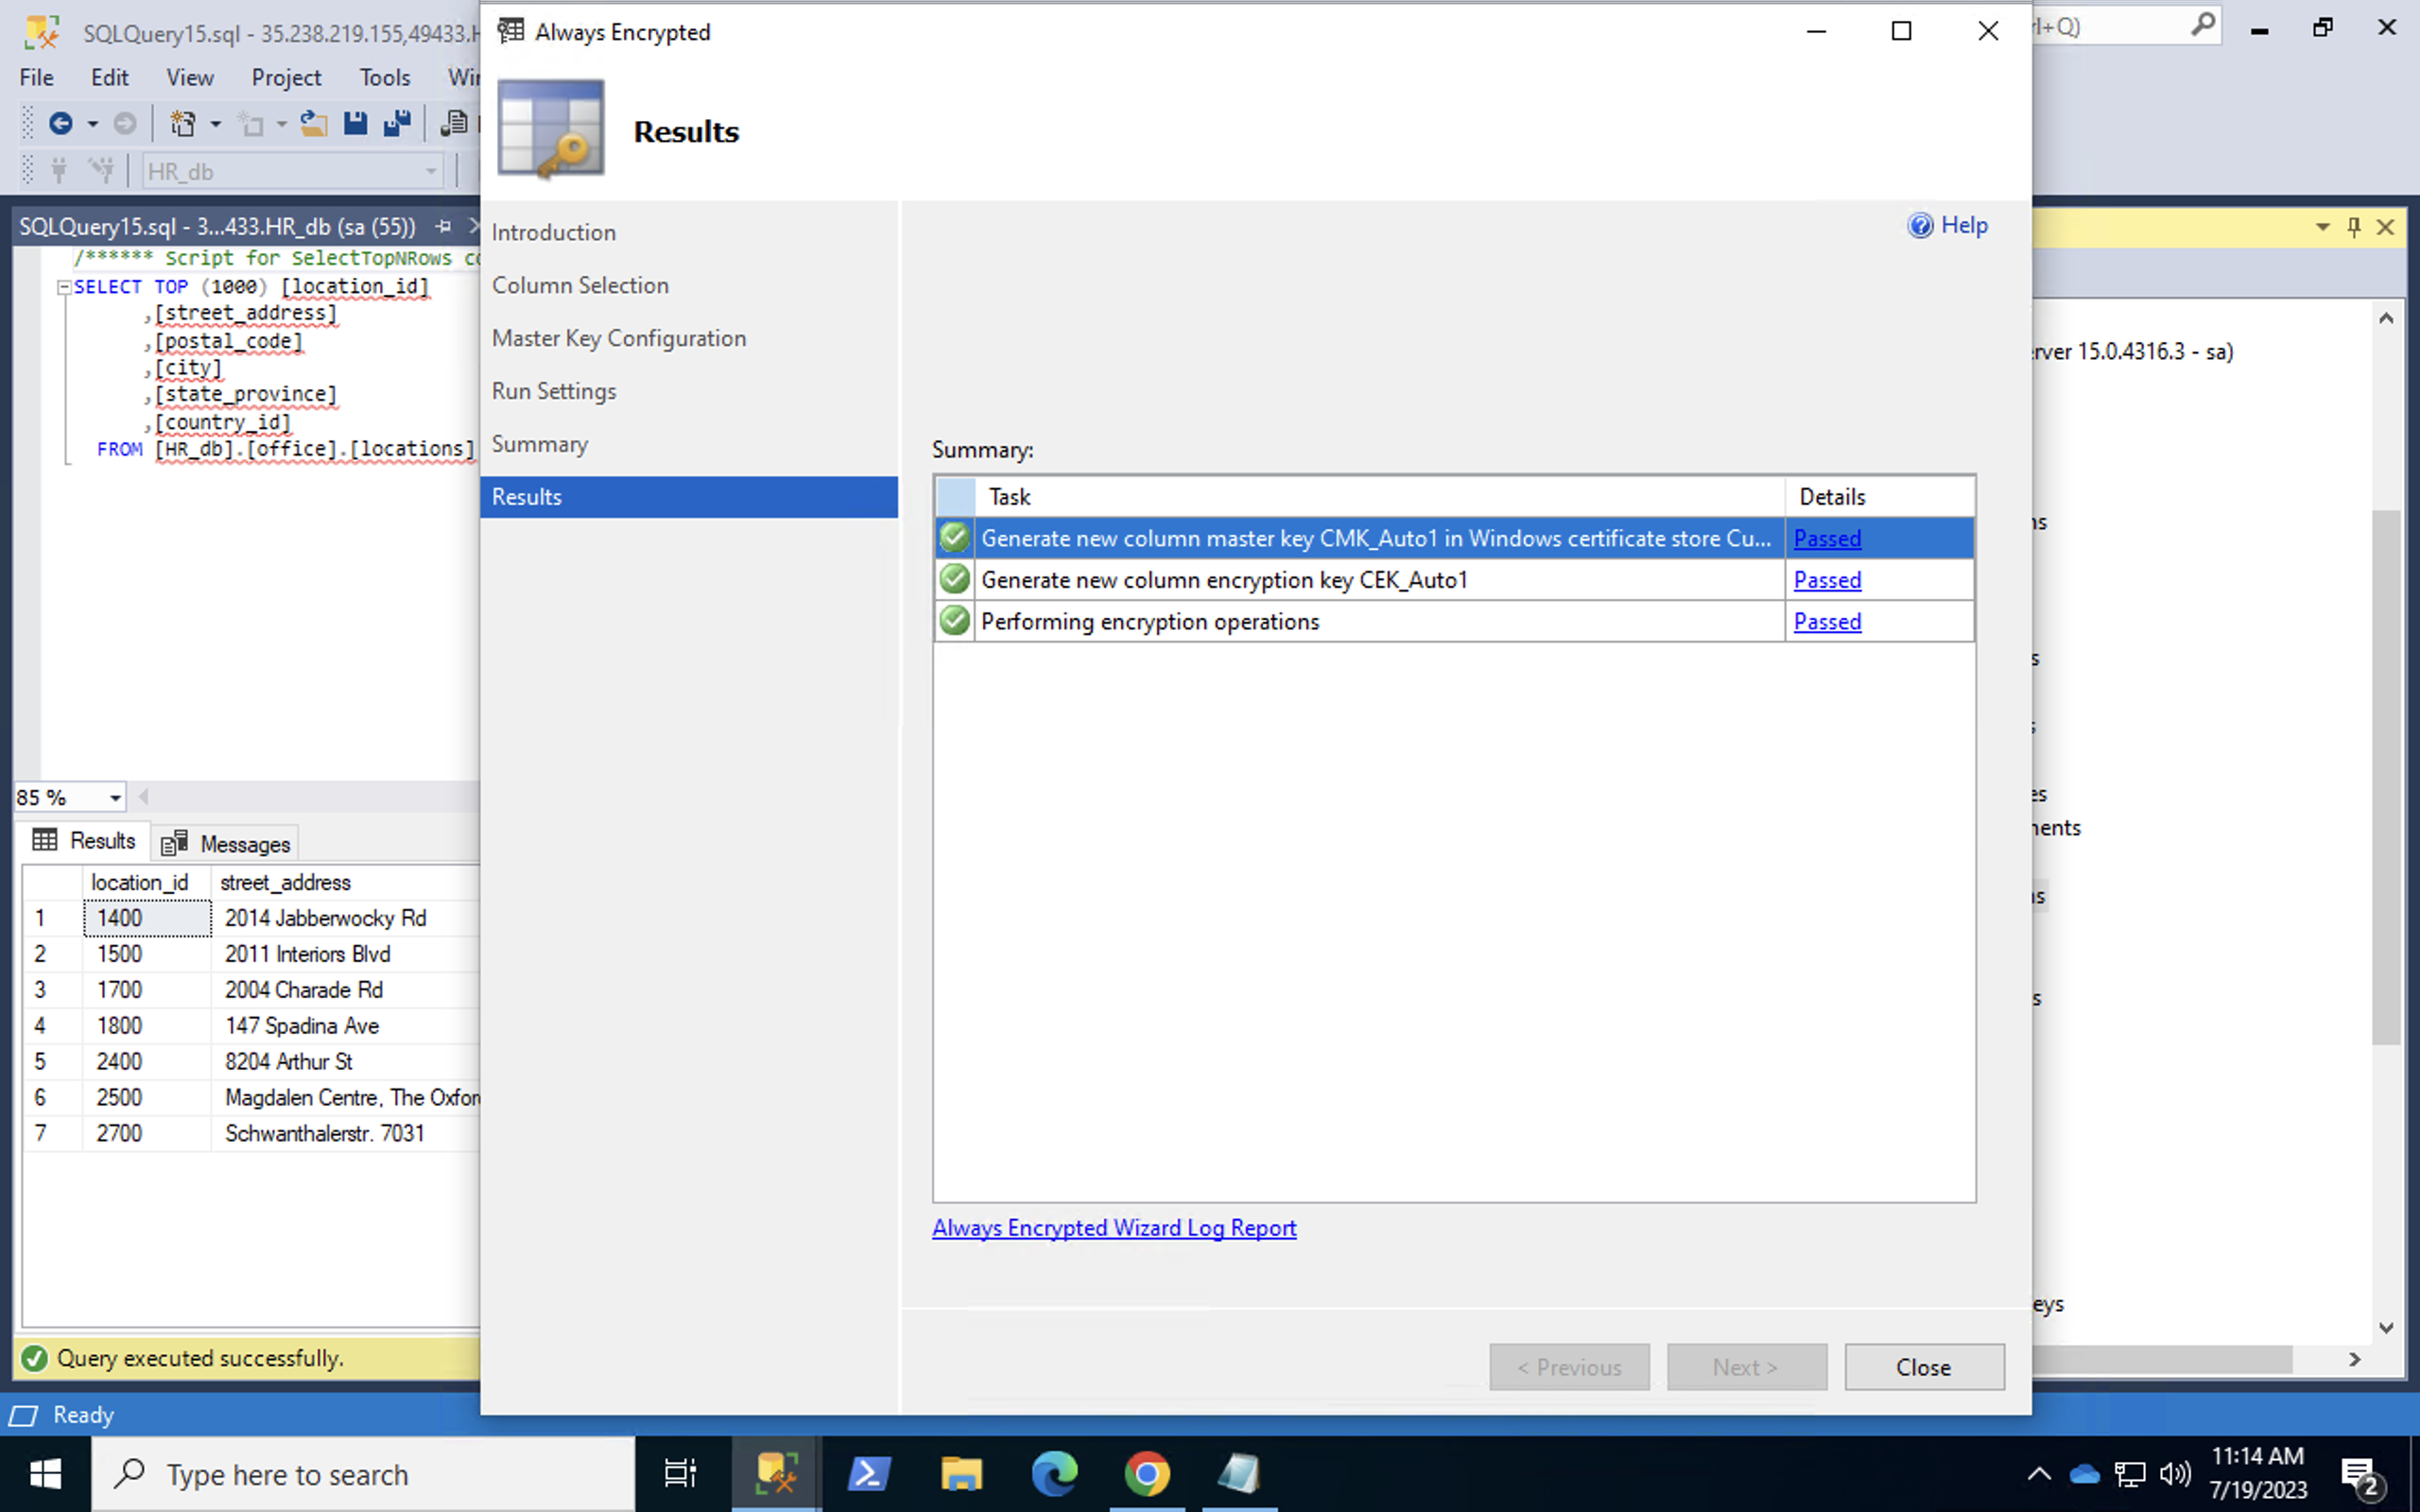 SQLQuery15.sql - 35.238.219.155,49433.H
Always Encrypted
rl+Q)
File Edit View Project Tools Win
HR_db
Results
SQLQuery15.sql - 3...433.HR_db (sa (55))
/****** Script for SelectTopNRows co
SELECT TOP (1000) [location_id]
,[street_address]
,[postal_code]
,[city]
,[state_province]
,[country_id]
FROM [HR_db].[office].[locations]
85 %
Results Messages
location_id street_address
1 1400 2014 Jabberwocky Rd
2 1500 2011 Interiors Blvd
3 1700 2004 Charade Rd
4 1800 147 Spadina Ave
5 2400 8204 Arthur St
6 2500 Magdalen Centre, The Oxford
7 2700 Schwanthalerstr. 7031
Query executed successfully.
Introduction
Column Selection
Master Key Configuration
Run Settings
Summary
Results
Help
Summary:
Task Details
Generate new column master key CMK_Auto1 in Windows certificate store Cu... Passed
Generate new column encryption key CEK_Auto1 Passed
Performing encryption operations Passed
Always Encrypted Wizard Log Report
< Previous Next > Close
erver 15.0.4316.3 - sa)
ns
s
s
es
nents
ns
s
eys
Ready
Type here to search
11:14 AM
7/19/2023
2